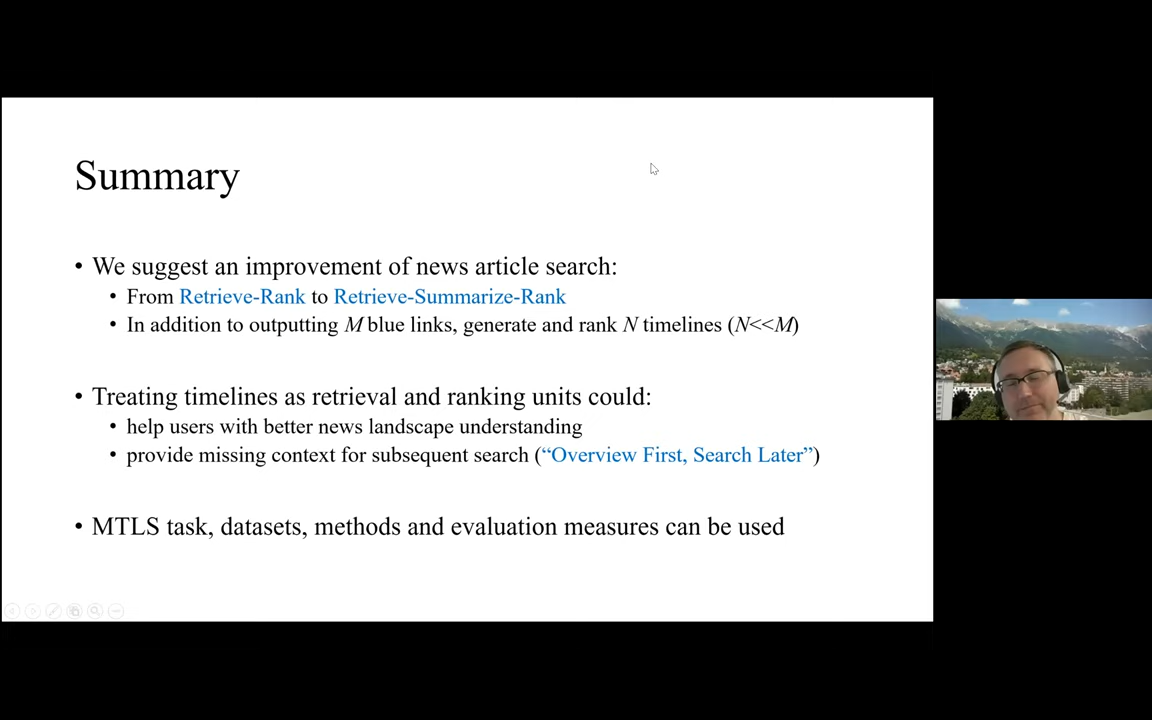 Summary
• We suggest an improvement of news article search:
• From Retrieve-Rank to Retrieve-Summarize-Rank
• In addition to outputting M blue links, generate and rank N timelines (N<<M)
• Treating timelines as retrieval and ranking units could:
• help users with better news landscape understanding
• provide missing context for subsequent search (“Overview First, Search Later”)
• MTLS task, datasets, methods and evaluation measures can be used